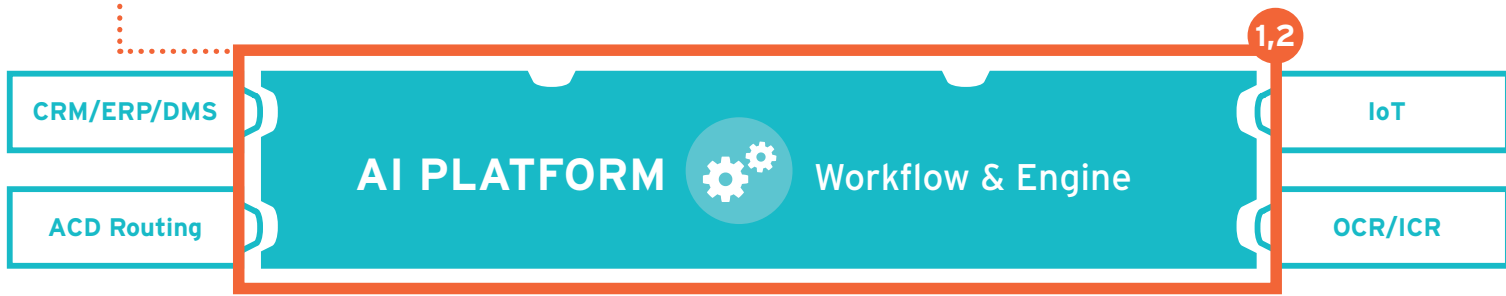 1,2
CRM/ERP/DMS
IoT
AI PLATFORM Workflow & Engine
ACD Routing
OCR/ICR